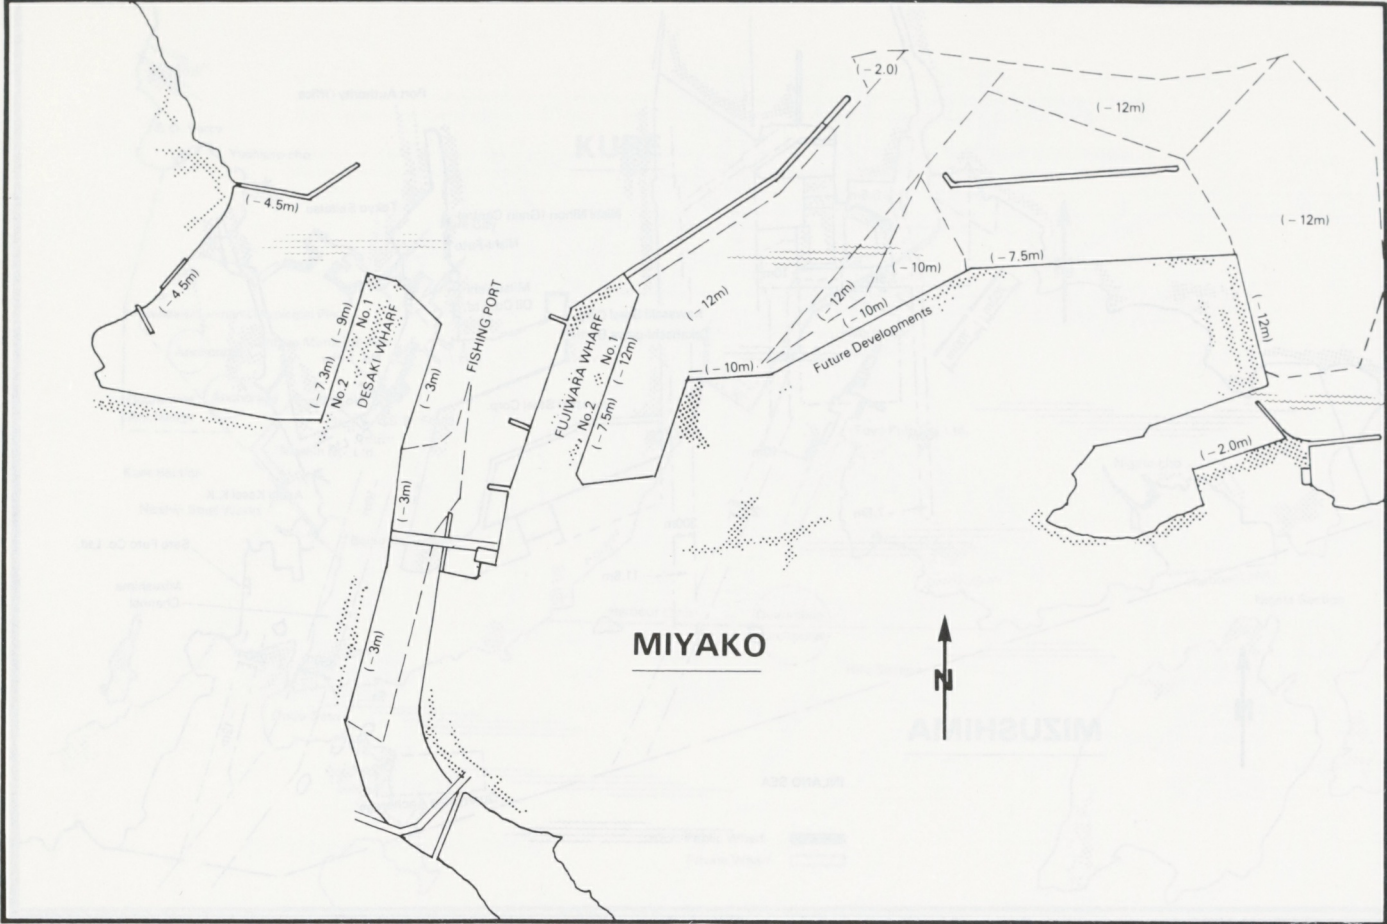 (-2.0)
(-12m)
(-4.5m)
(-12m)
(-4.5m)
(-9m)
No.1
(-7.3m)
No.2
DESAKI WHARF
(-3m)
FISHING PORT
(-3m)
(-3m)
FUJIWARA WHARF
No.1
(-12m)
No.2
(-7.5m)
(-12m)
(-10m)
(-12m)
(-10m)
(-10m)
(-7.5m)
Future Developments
(-12m)
(-2.0m)
MIYAKO
N
KURE
MIZUSHIMA